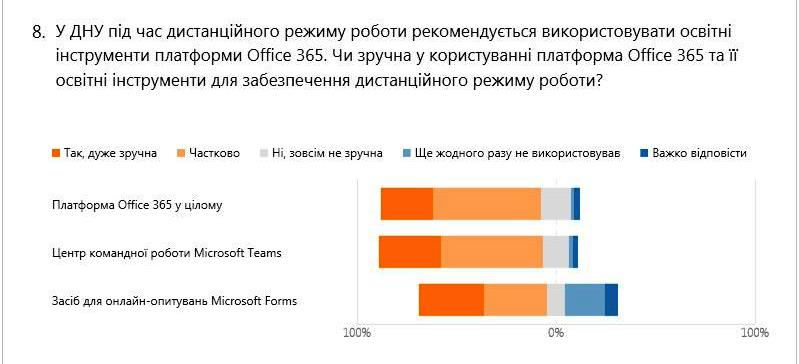 8. У ДНУ під час дистанційного режиму роботи рекомендується використовувати освітні
інструменти платформи Office 365. Чи зручна у користуванні платформа Office 365 та її
освітні інструменти для забезпечення дистанційного режиму роботи?
Так, дуже зручна Частково Ні, зовсім не зручна Ще жодного разу не використовував Важко відповісти
Платформа Office 365 у цілому
Центр командної роботи Microsoft Teams
Засіб для онлайн-опитувань Microsoft Forms
100% 0% 100%